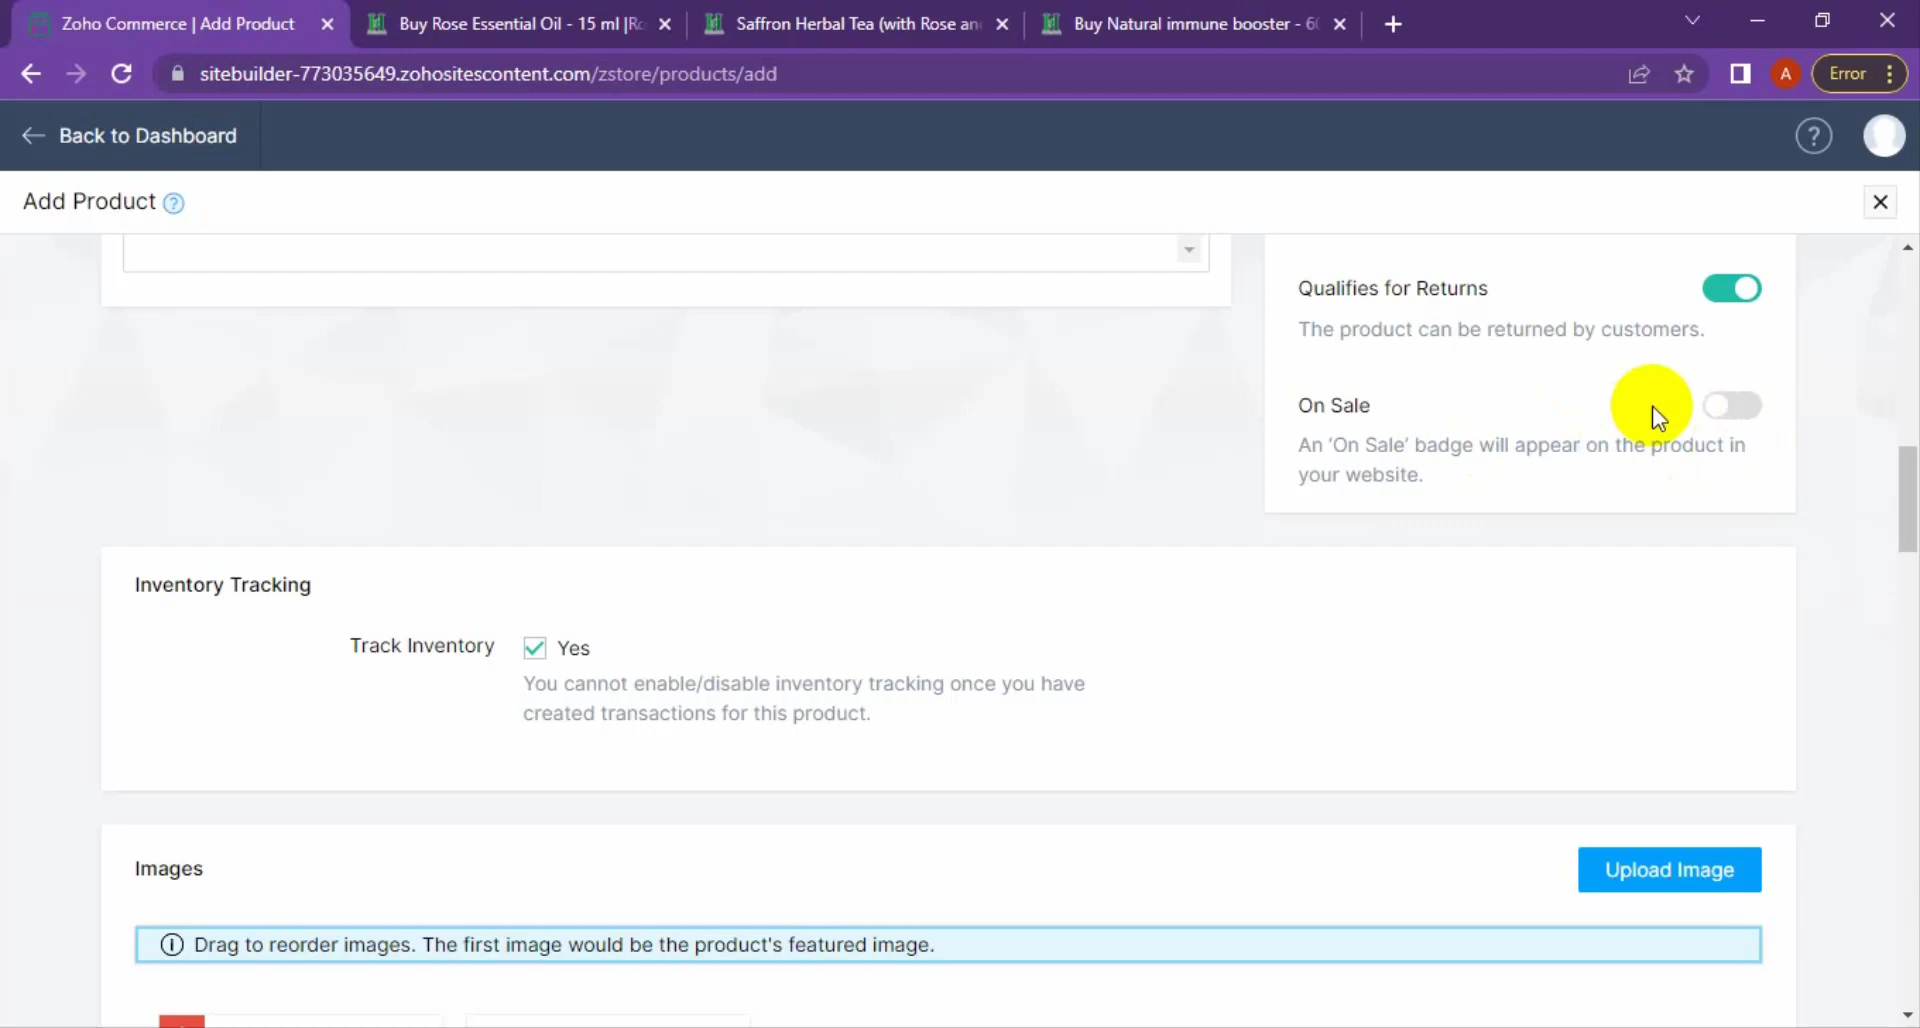 Zoho Commerce | Add Product
Buy Rose Essential Oil - 15 ml |Ro
Saffron Herbal Tea (with Rose an
Buy Natural immune booster - 60
sitebuilder-773035649.zohositescontent.com/zstore/products/add
A
Error
Back to Dashboard
?
Add Product ?
Qualifies for Returns
The product can be returned by customers.
On Sale
An 'On Sale' badge will appear on the product in
your website.
Inventory Tracking
Track Inventory
Yes
You cannot enable/disable inventory tracking once you have
created transactions for this product.
Images
Upload Image
Drag to reorder images. The first image would be the product's featured image.